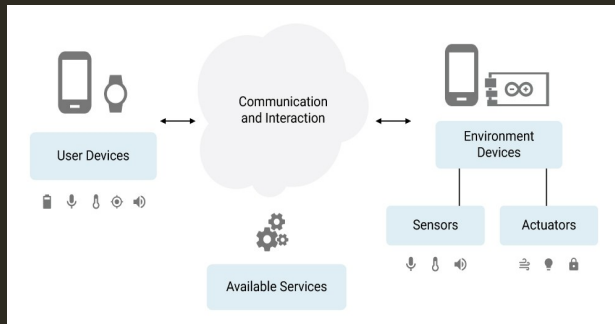 Communication
and Interaction
User Devices
Environment
Devices
Sensors
Actuators
Available Services